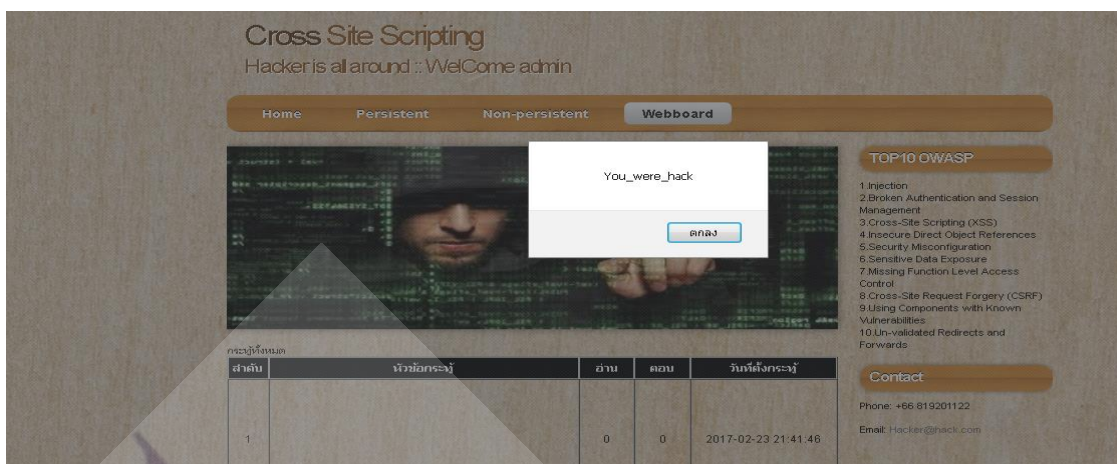 Cross Site Scripting
Hacker is all around :: WelCome admin
Home Persistent Non-persistent Webboard
You_were_hack
ตกลง
TOP10 OWASP
1.Injection
2.Broken Authentication and Session
Management
3.Cross-Site Scripting (XSS)
4.Insecure Direct Object References
5.Security Misconfiguration
6.Sensitive Data Exposure
7.Missing Function Level Access
Control
8.Cross-Site Request Forgery (CSRF)
9.Using Components with Known
Vulnerabilities
10.Un-validated Redirects and
Forwards
กระทู้ทั้งหมด
ลำดับ หัวข้อกระทู้ อ่าน ตอบ วันที่ตั้งกระทู้
1 0 0 2017-02-23 21:41:46
Contact
Phone: +66 819201122
Email: Hacker@hack.com